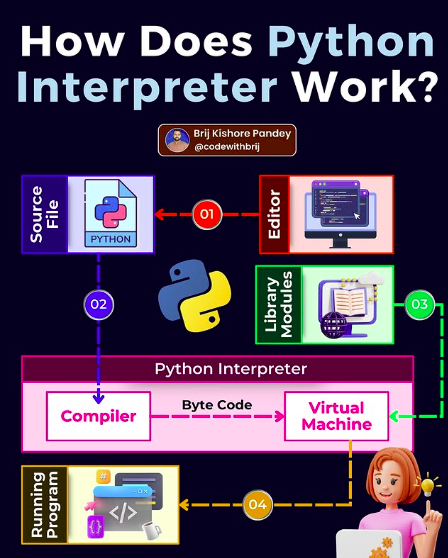 How Does Python
Interpreter Work?
Brij Kishore Pandey
@codewithbrij
Source
File
PYTHON
01
Editor
02
Library
Modules
03
Python Interpreter
Compiler
Byte Code
Virtual
Machine
Running
Program
#
</>
{}
04